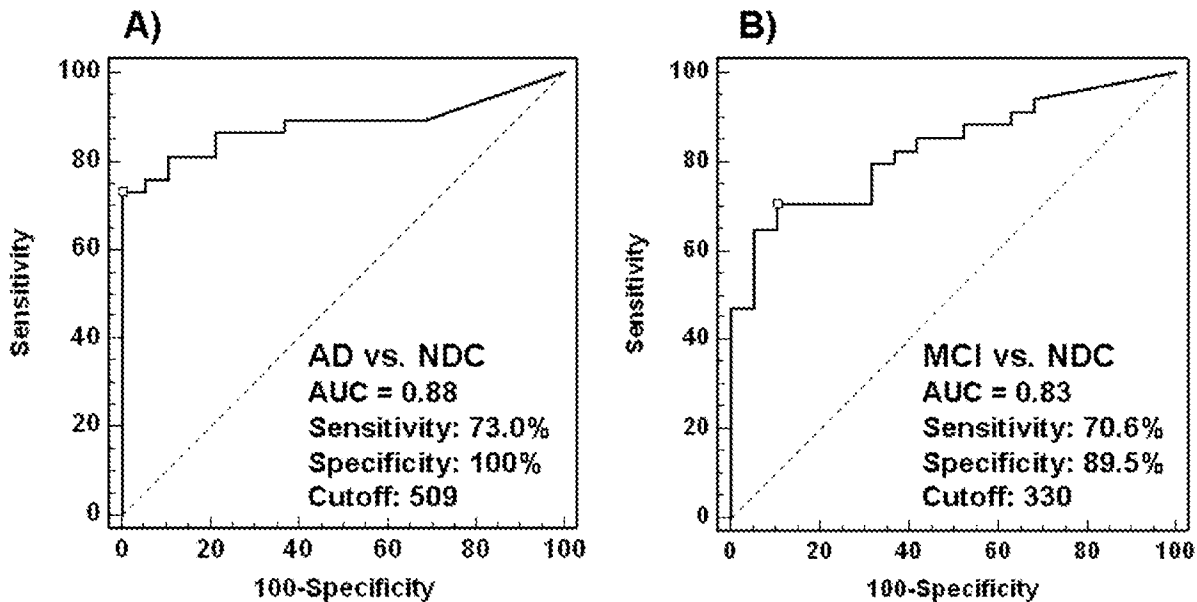 A)
100
80
60
40
20
0
Sensitivity
AD vs. NDC
AUC = 0.88
Sensitivity: 73.0%
Specificity: 100%
Cutoff: 509
0 20 40 60 80 100
100-Specificity
B)
100
80
60
40
20
0
Sensitivity
MCI vs. NDC
AUC = 0.83
Sensitivity: 70.6%
Specificity: 89.5%
Cutoff: 330
0 20 40 60 80 100
100-Specificity